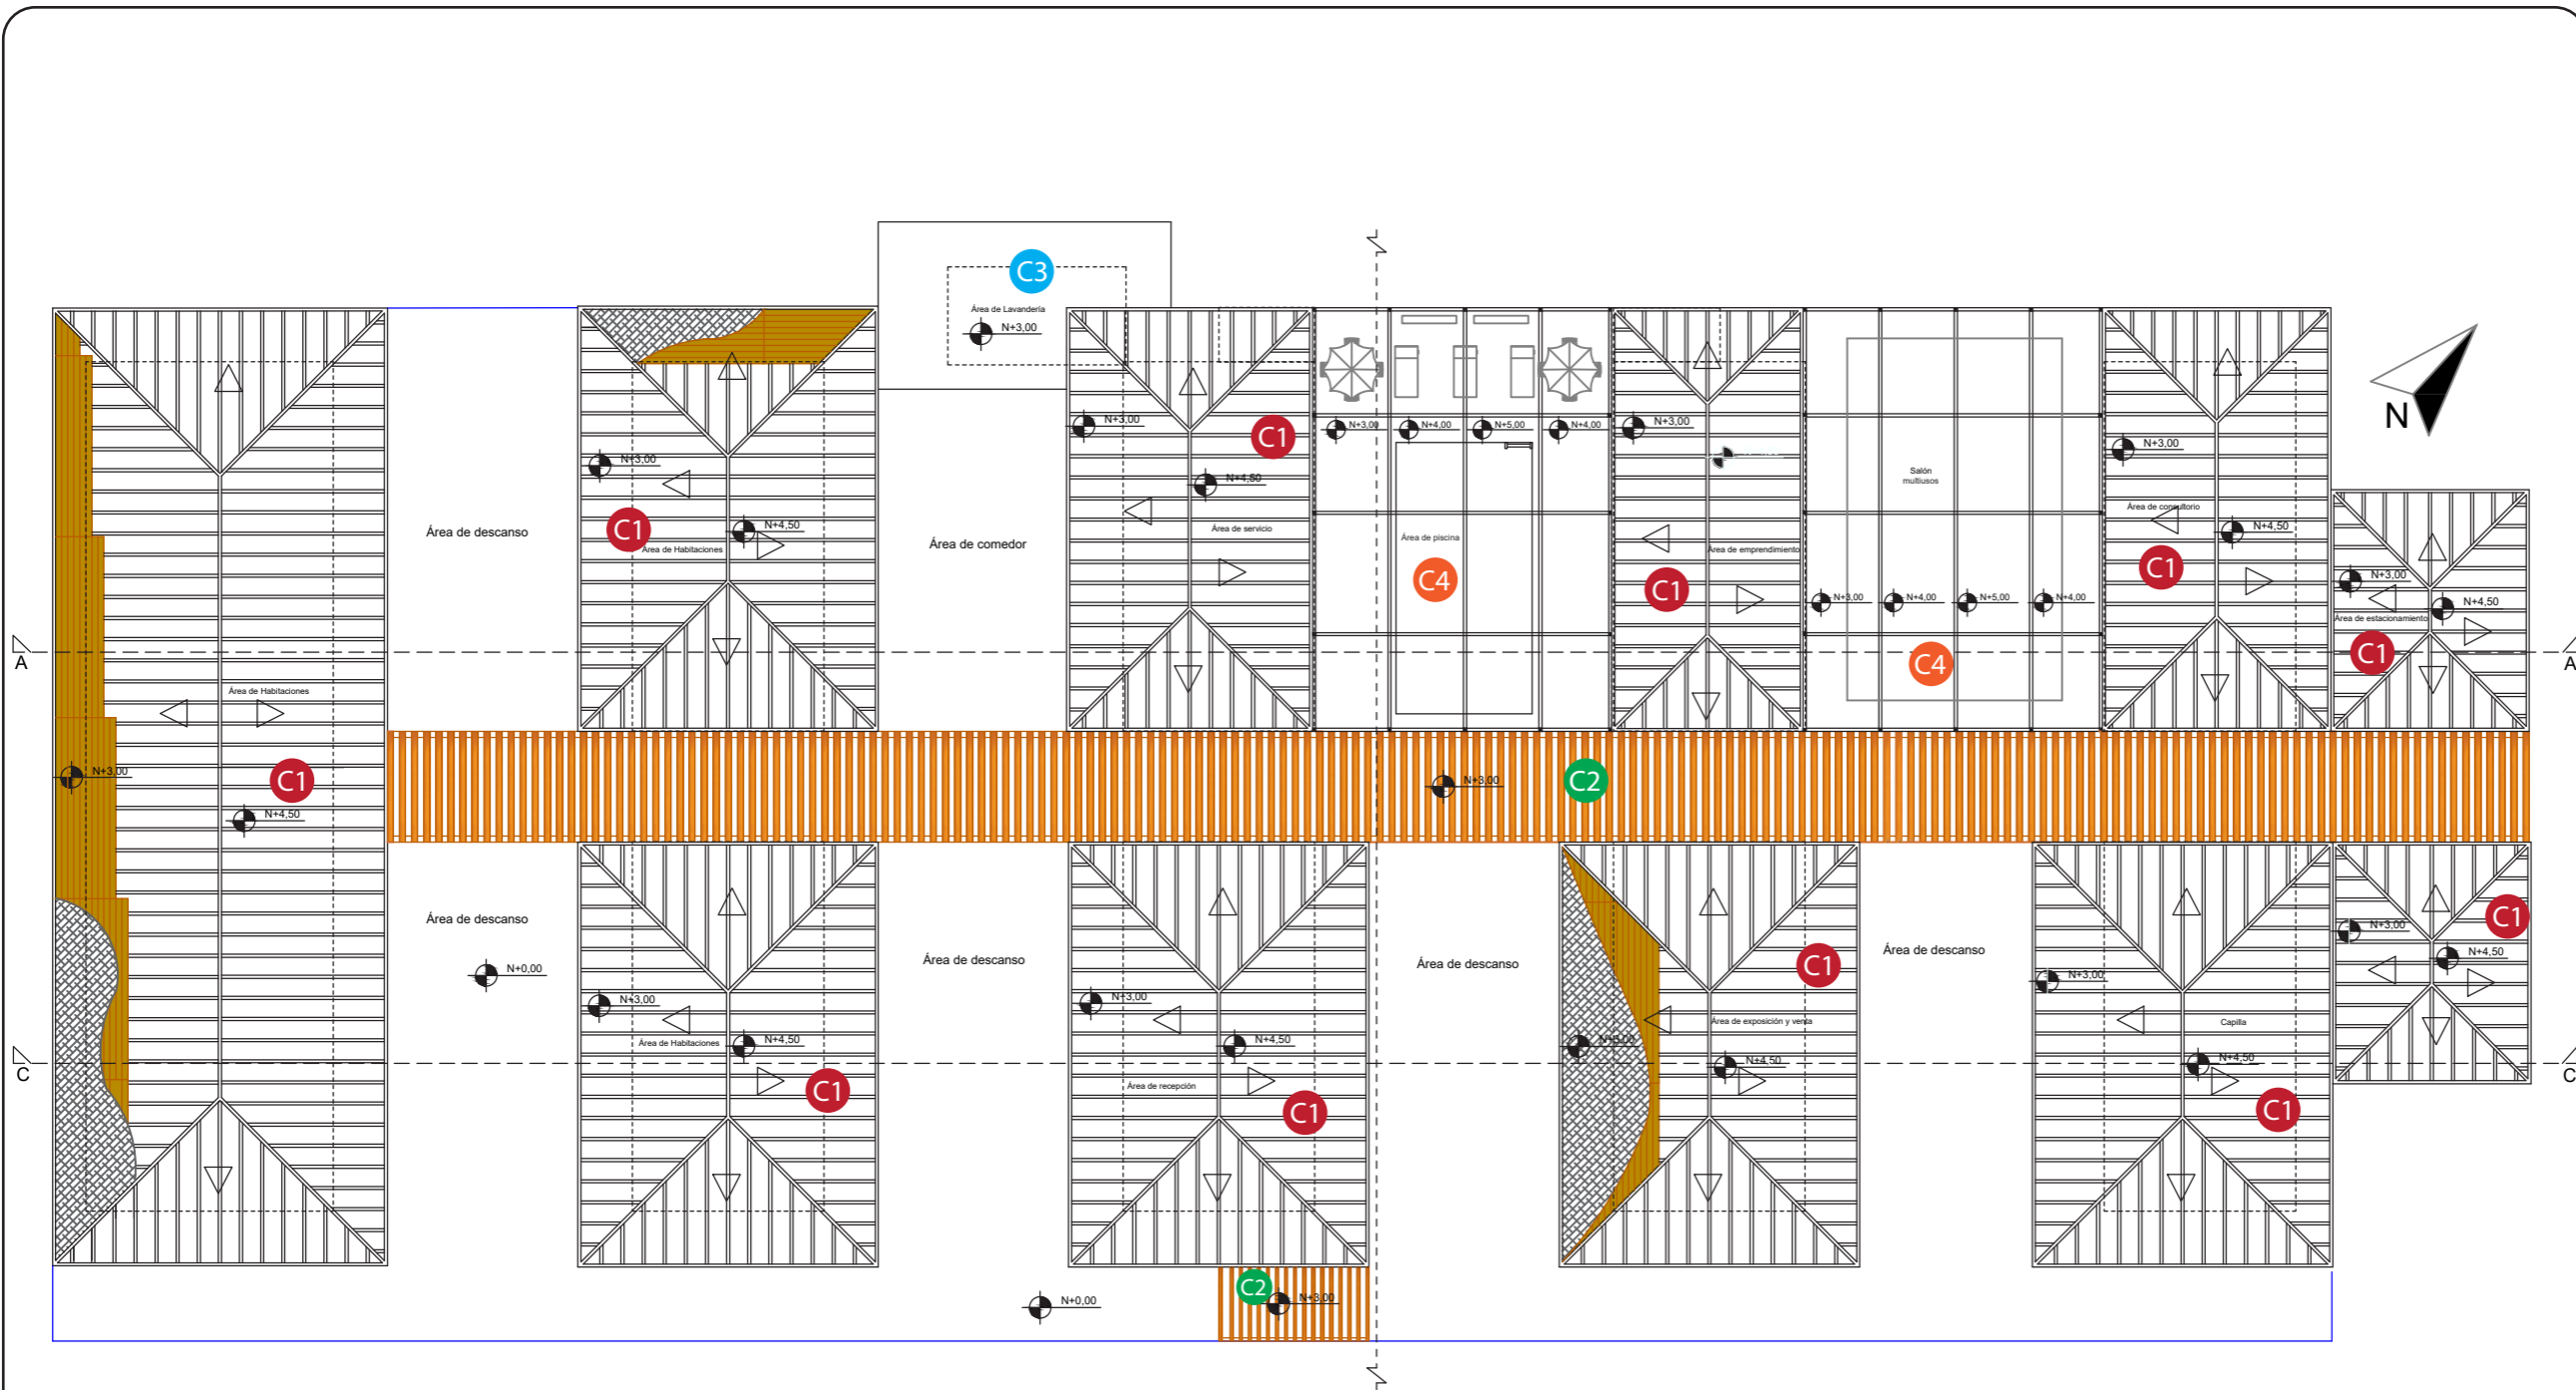 C3
Área de Lavandería
N+3,00
N
N+3,00
C1
N+3,00
N+4,00
N+5,00
N+4,00
N+3,00
N+3,00
N+3,00
N+4,50
Salón
multiusos
Área de descanso
C1
N+4,50
Área de Habitaciones
Área de comedor
Área de servicio
Área de piscina
C4
Área de emprendimiento
C1
Área de consultorio
N+4,50
C1
N+3,00
N+4,00
N+5,00
N+4,00
N+3,00
N+4,50
Área de estacionamiento
C1
C4
A
A
Área de Habitaciones
N+3,00
C1
N+4,50
N+3,00
C2
Área de descanso
N+0,00
Área de descanso
Área de descanso
C1
Área de descanso
N+3,00
C1
N+4,50
N+3,00
N+3,00
N+3,00
Área de Habitaciones
N+4,50
C1
N+4,50
Área de recepción
C1
Área de exposición y venta
N+4,50
Capilla
N+4,50
C1
C
C
C2
N+3,00
N+0,00